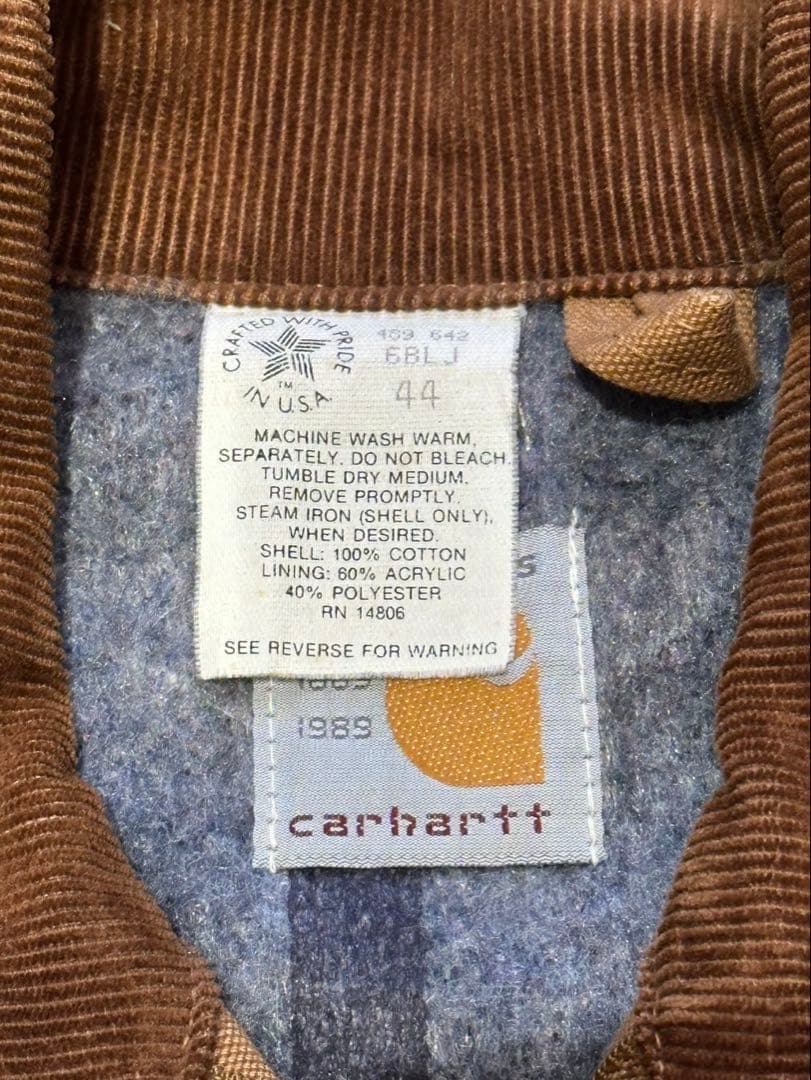 CRAFTED WITH PRIDE
TM
IN U.S.A.
459 642
6BLJ
44
MACHINE WASH WARM,
SEPARATELY. DO NOT BLEACH.
TUMBLE DRY MEDIUM.
REMOVE PROMPTLY.
STEAM IRON (SHELL ONLY),
WHEN DESIRED.
SHELL: 100% COTTON
LINING: 60% ACRYLIC
40% POLYESTER
RN 14806
SEE REVERSE FOR WARNING
1889
1989
carhartt